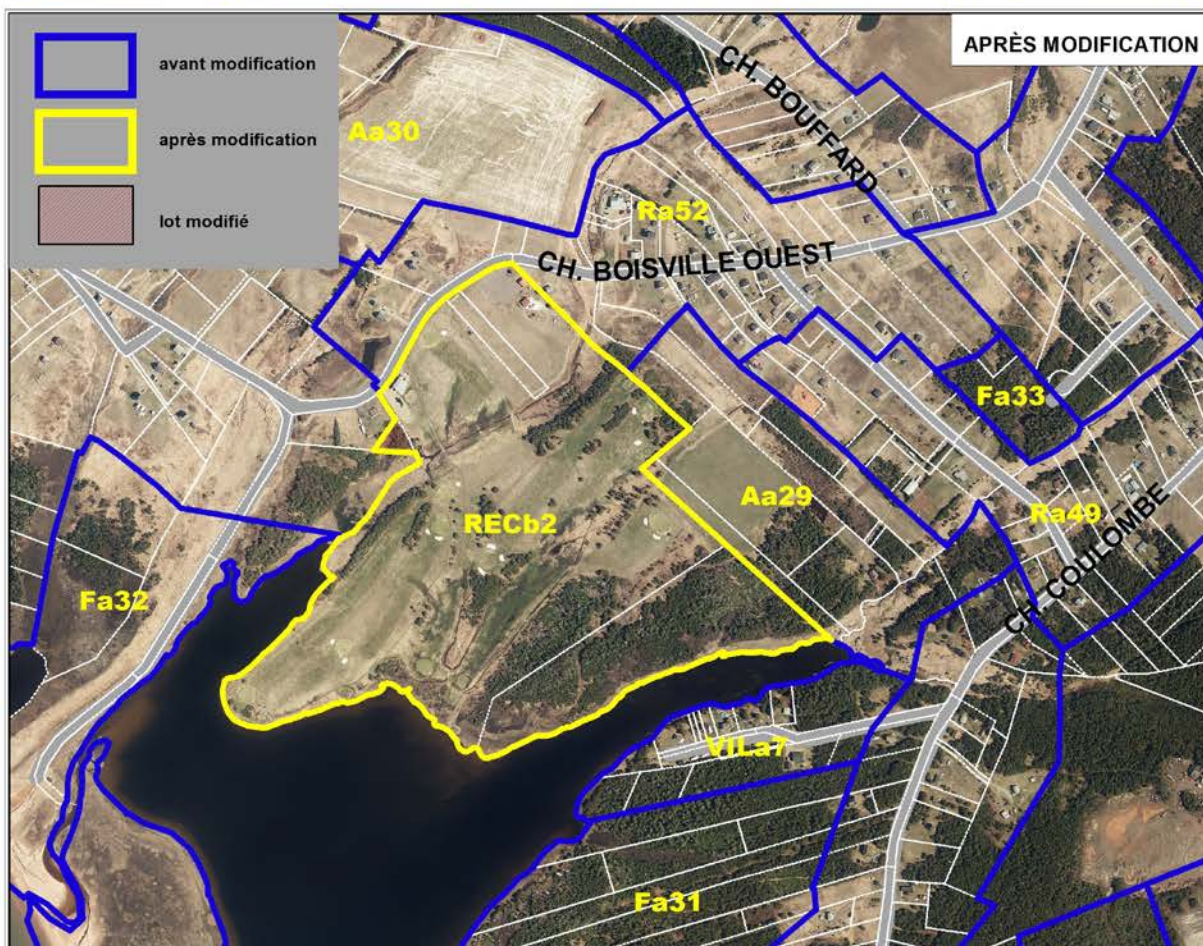 avant modification
après modification
lot modifié
APRÈS MODIFICATION
CH. BOUFFARD
Aa30
Ra52
CH. BOISVILLE OUEST
Fa33
RECb2
Aa29
Ra49
CH. COULOMBE
Fa32
VILa7
Fa31